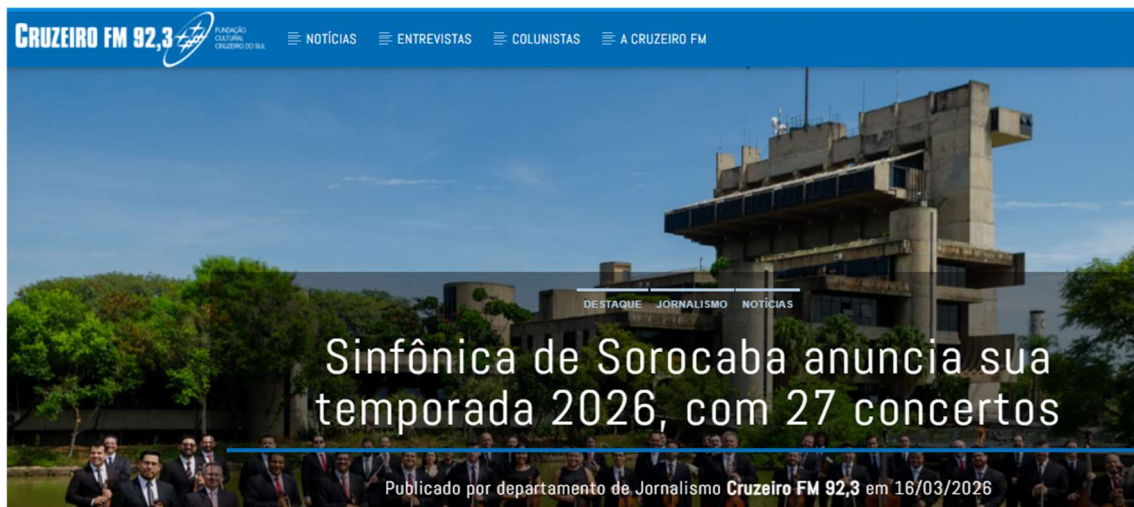 CRUZEIRO FM 92,3 FUNDAÇÃO CULTURAL CRUZEIRO DO SUL
NOTÍCIAS ENTREVISTAS COLUNISTAS A CRUZEIRO FM
DESTAQUE JORNALISMO NOTÍCIAS
Sinfônica de Sorocaba anuncia sua
temporada 2026, com 27 concertos
Publicado por departamento de Jornalismo Cruzeiro FM 92,3 em 16/03/2026